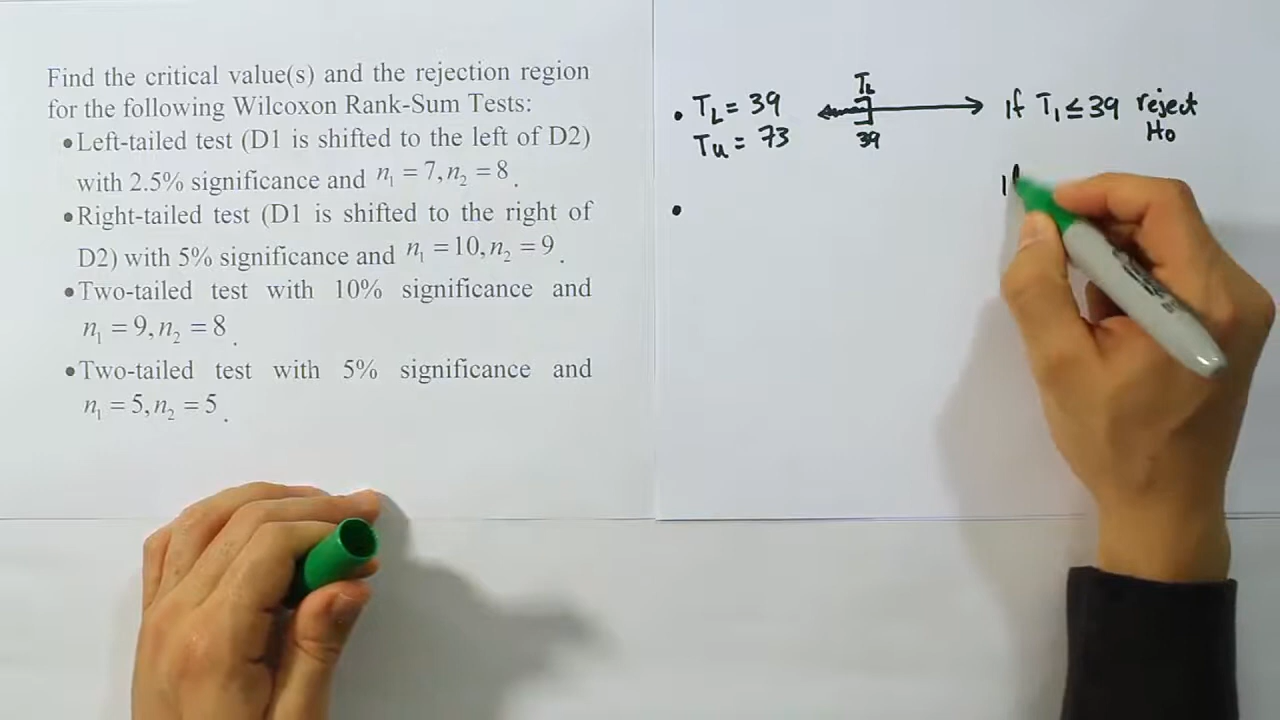 Find the critical value(s) and the rejection region
for the following Wilcoxon Rank-Sum Tests:
•Left-tailed test (D1 is shifted to the left of D2)
with 2.5% significance and n₁ = 7, n₂ = 8.
•Right-tailed test (D1 is shifted to the right of
D2) with 5% significance and n₁ = 10, n₂ = 9.
•Two-tailed test with 10% significance and
n₁ = 9, n₂ = 8.
•Two-tailed test with 5% significance and
n₁ = 5, n₂ = 5.
• T_L = 39
T_u = 73
T_L
39
If T₁ ≤ 39 reject
Ho
If
•